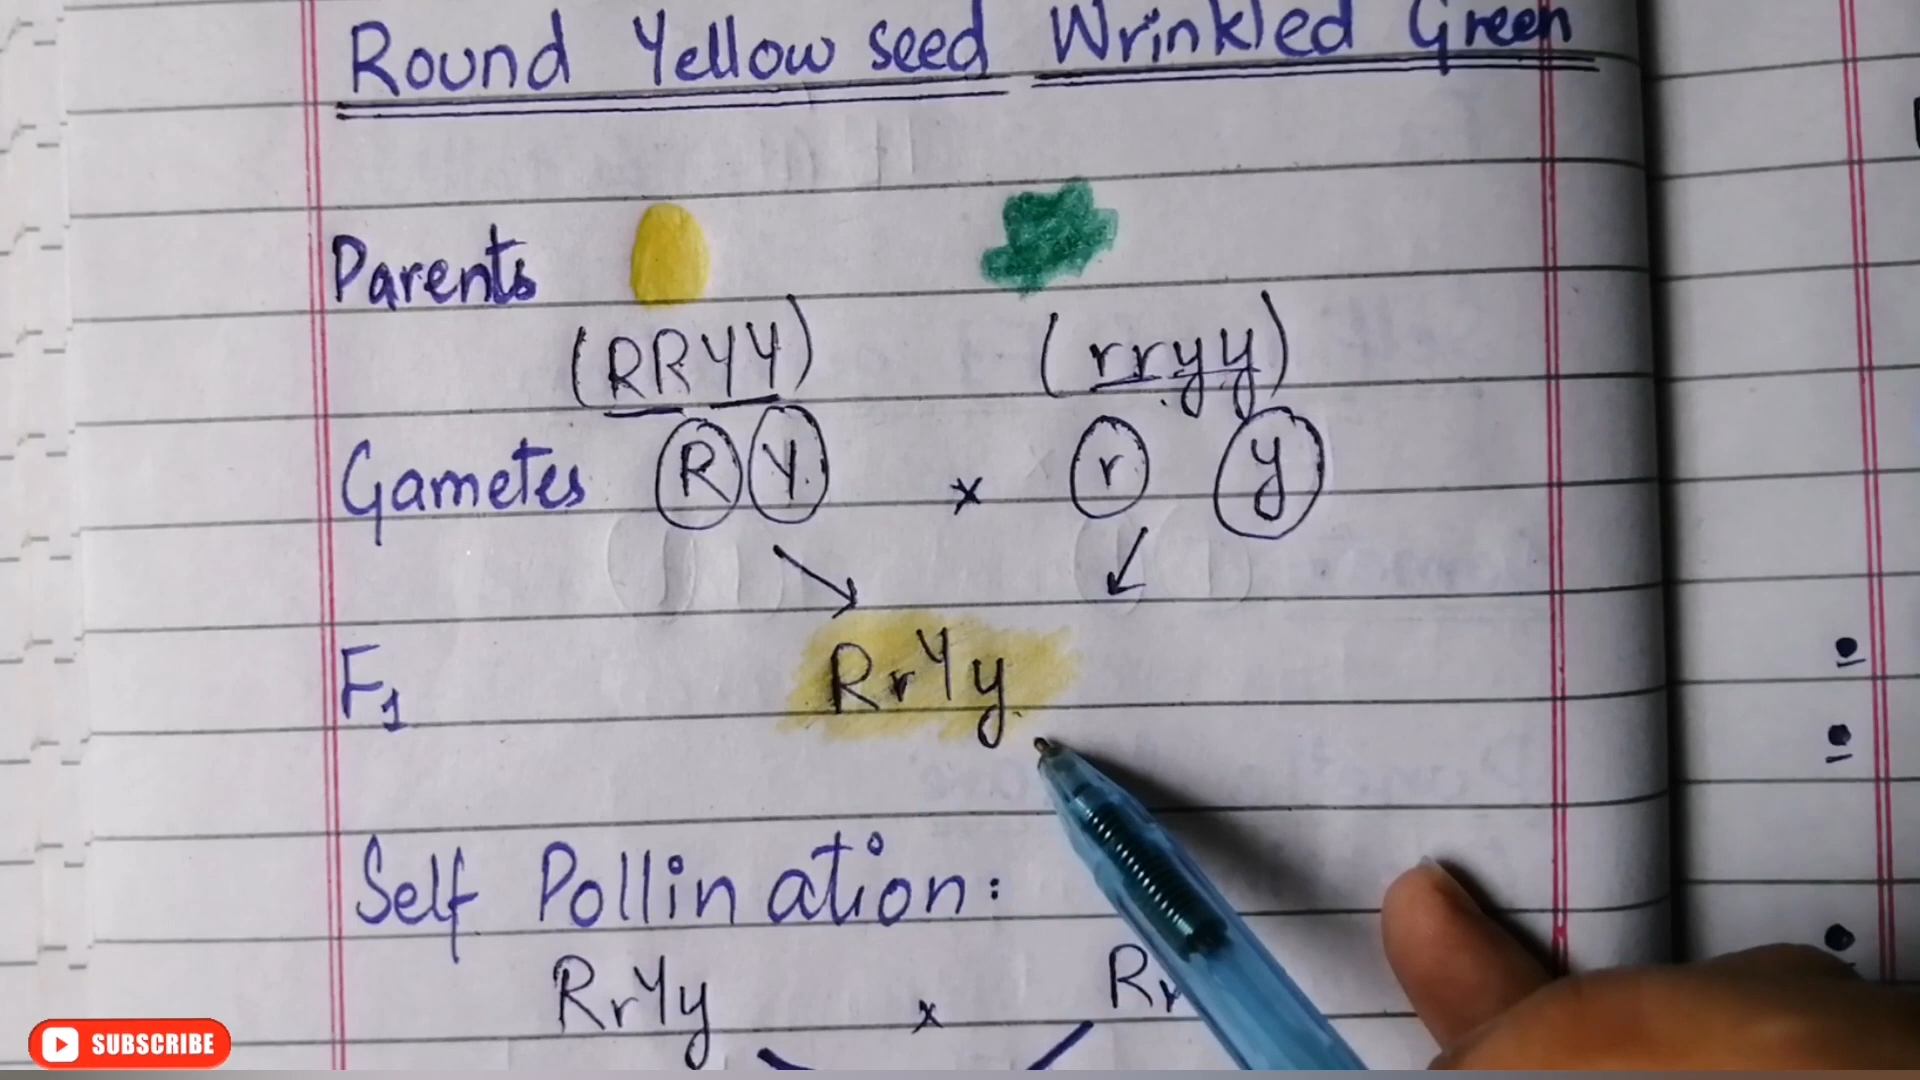 Round Yellow seed Wrinkled Green
Parents
(RRYY) (rryy)
Gametes R Y × r y
F1 RrYy
Self Pollination:
RrYy × Rr
SUBSCRIBE